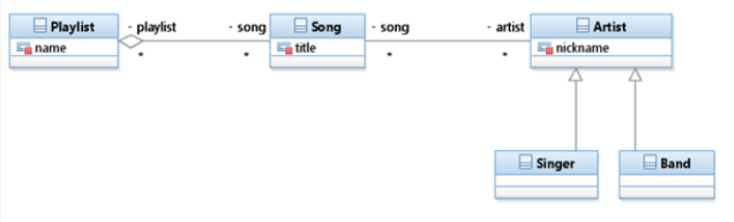 Playlist
name
- playlist
*
- song
*
Song
title
- song
*
- artist
*
Artist
nickname
Singer
Band